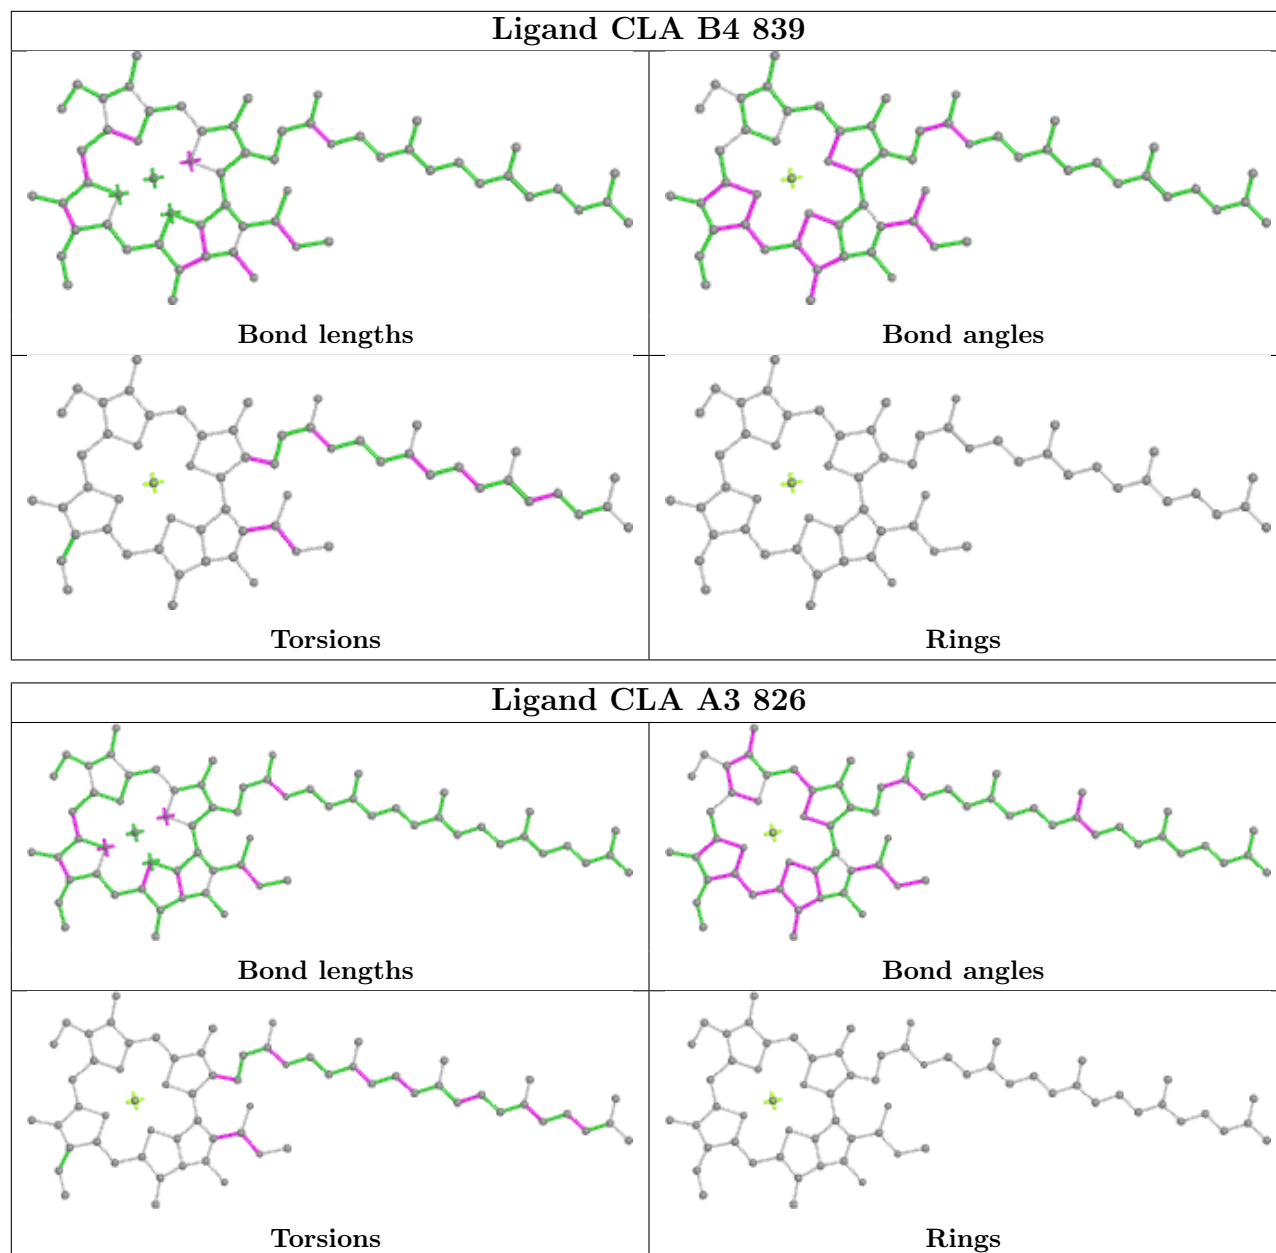 Ligand CLA B4 839
Bond lengths
Bond angles
Torsions
Rings
Ligand CLA A3 826
Bond lengths
Bond angles
Torsions
Rings